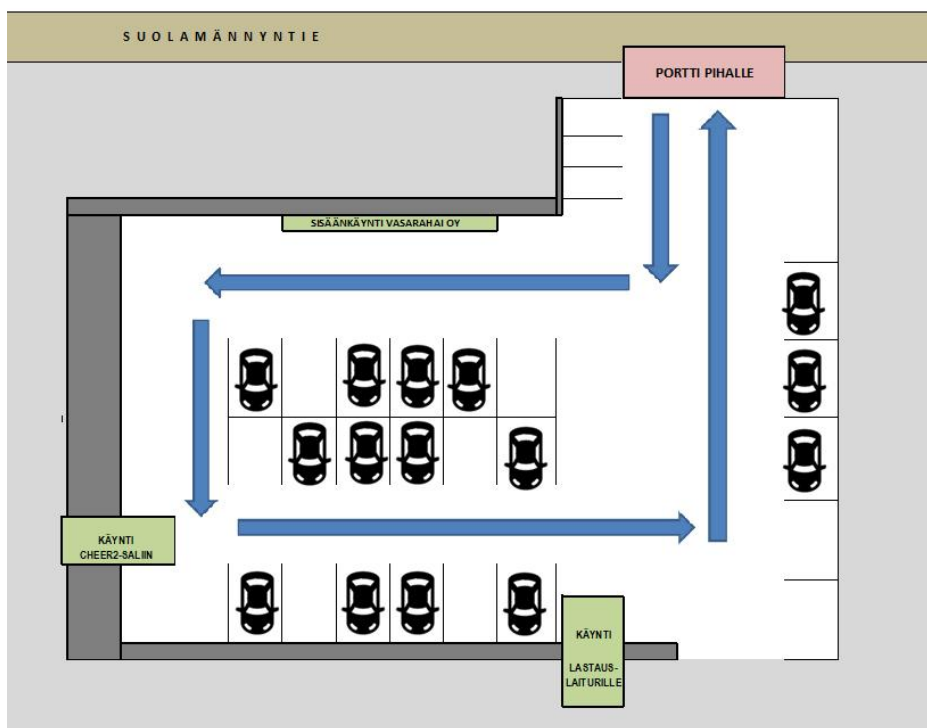 SUOLAMÄNNYNTIE
PORTTI PIHALLE
SISÄÄNKÄYNTI VASARAHAI OY
KÄYNTI
CHEER2-SALIIN
KÄYNTI
LASTAUS-
LAITURILLE